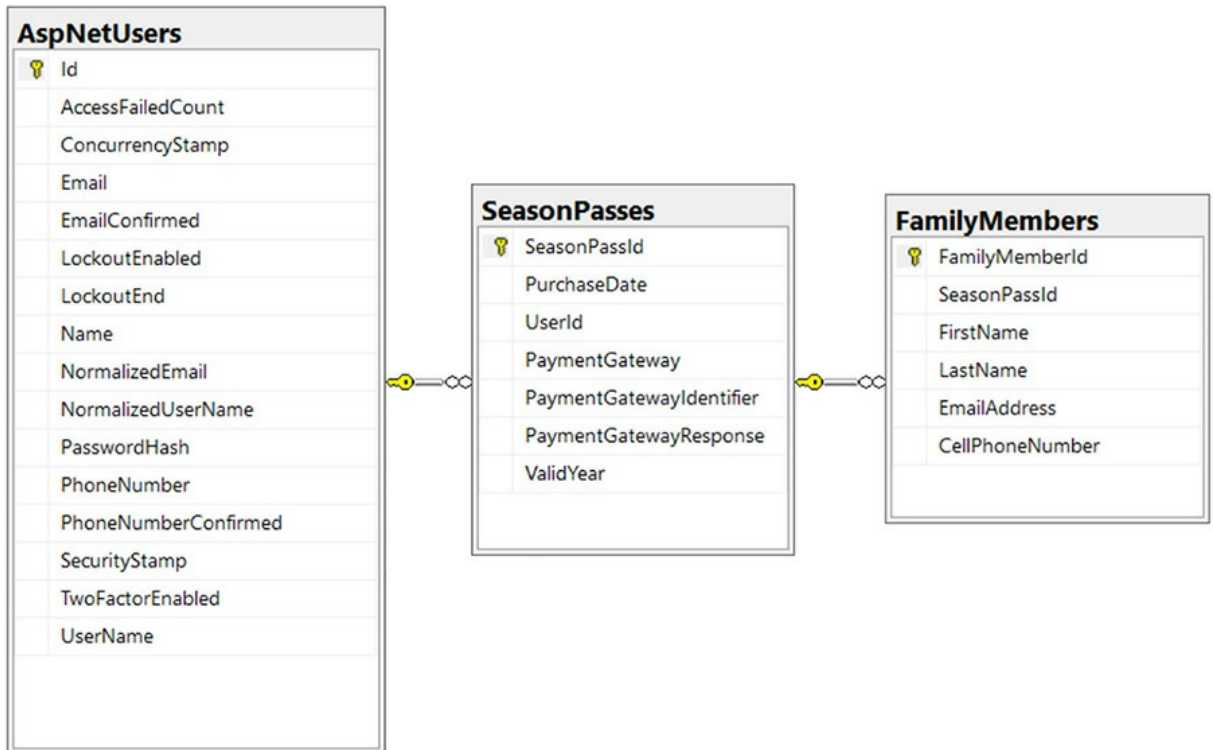 AspNetUsers
Id
AccessFailedCount
ConcurrencyStamp
Email
EmailConfirmed
LockoutEnabled
LockoutEnd
Name
NormalizedEmail
NormalizedUserName
PasswordHash
PhoneNumber
PhoneNumberConfirmed
SecurityStamp
TwoFactorEnabled
UserName
SeasonPasses
SeasonPassId
PurchaseDate
UserId
PaymentGateway
PaymentGatewayIdentifier
PaymentGatewayResponse
ValidYear
FamilyMembers
FamilyMemberId
SeasonPassId
FirstName
LastName
EmailAddress
CellPhoneNumber